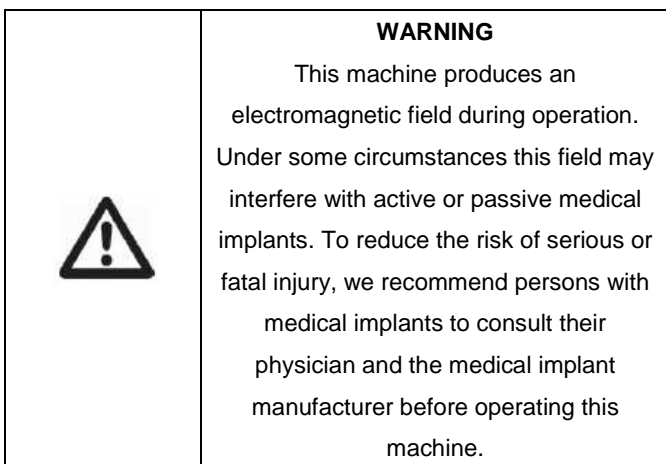 WARNING
This machine produces an
electromagnetic field during operation.
Under some circumstances this field may
interfere with active or passive medical
implants. To reduce the risk of serious or
fatal injury, we recommend persons with
medical implants to consult their
physician and the medical implant
manufacturer before operating this
machine.